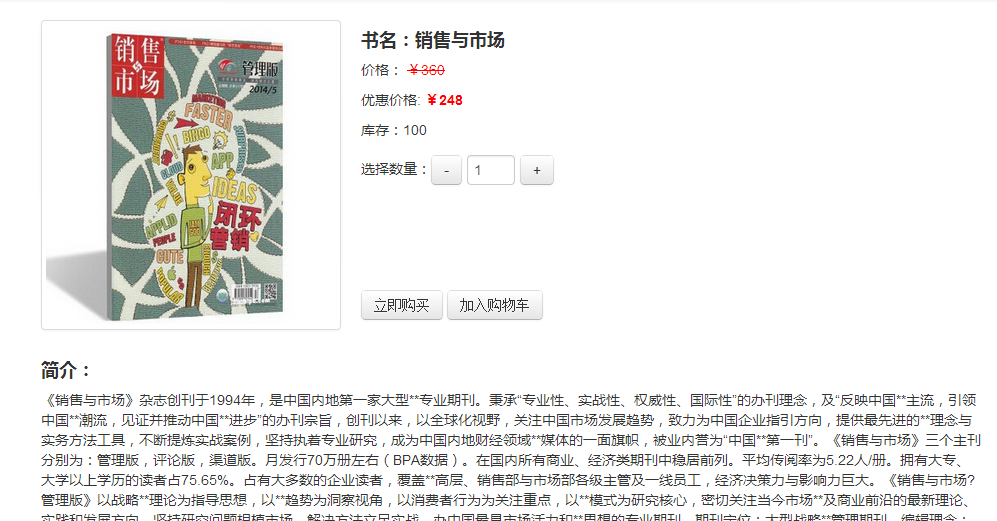 销售
与
市场
管理版
2014/5
MARKETING
FASTER
BINGO
APP
CLOUD
IDEAS
闭环
营销
APPLIO
PEOPLE
CUTE
POPULAR
书名：销售与市场
价格：￥360
优惠价格: ￥248
库存：100
选择数量： - 1 +
立即购买 加入购物车
简介：
《销售与市场》杂志创刊于1994年，是中国内地第一家大型**专业期刊。秉承“专业性、实战性、权威性、国际性”的办刊理念，及“反映中国**主流，引领
中国**潮流，见证并推动中国**进步”的办刊宗旨，创刊以来，以全球化视野，关注中国市场发展趋势，致力为中国企业指引方向，提供最先进的**理念与
实务方法工具，不断提炼实战案例，坚持执着专业研究，成为中国内地财经领域**媒体的一面旗帜，被业内誉为“中国**第一刊”。《销售与市场》三个主刊
分别为：管理版，评论版，渠道版。月发行70万册左右（BPA数据）。在国内所有商业、经济类期刊中稳居前列。平均传阅率为5.22人/册。拥有大专、
大学以上学历的读者占75.65%。占有大多数的企业读者，覆盖**高层、销售部与市场部各级主管及一线员工，经济决策力与影响力巨大。《销售与市场?
管理版》以战略**理论为指导思想，以**趋势为洞察视角，以消费者行为为关注重点，以**模式为研究核心，密切关注当今市场**及商业前沿的最新理论、
实践和发展方向，坚持研究问题根植市场，解决方法立足实战，办中国最具市场活力和**思想的专业期刊。期刊定位：大型战略**管理期刊。编辑理念：